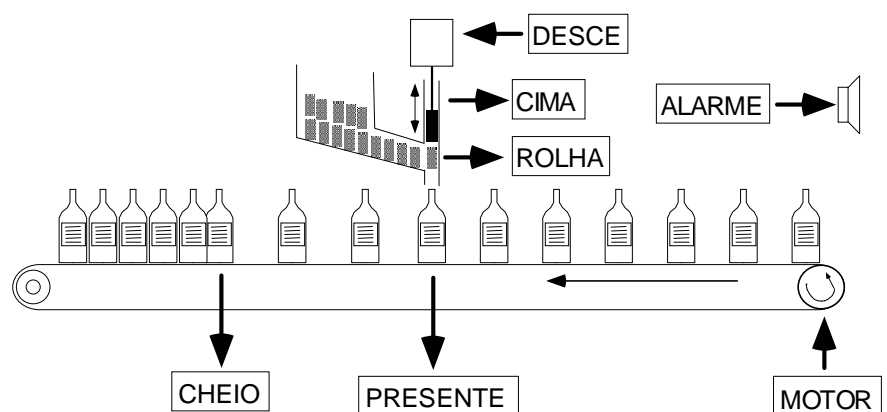 DESCE
CIMA
ALARME
ROLHA
CHEIO
PRESENTE
MOTOR